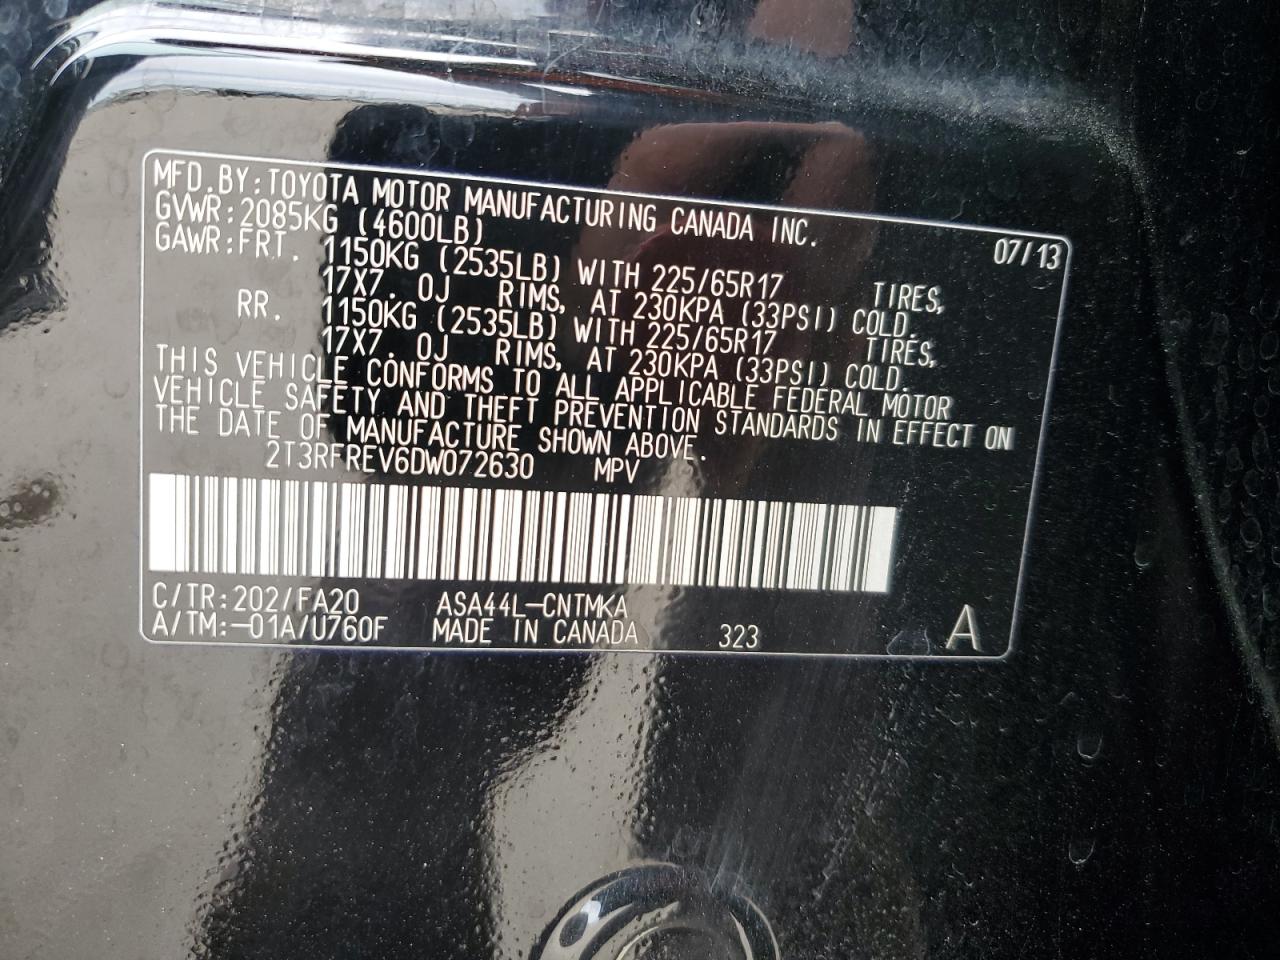 MFD.BY:TOYOTA MOTOR MANUFACTURING CANADA INC. 07/13
GVWR:2085KG (4600LB)
GAWR:FRT. 1150KG (2535LB) WITH 225/65R17 TIRES,
17X7.0J RIMS, AT 230KPA (33PSI) COLD.
RR. 1150KG (2535LB) WITH 225/65R17 TIRES,
17X7.0J RIMS, AT 230KPA (33PSI) COLD.
THIS VEHICLE CONFORMS TO ALL APPLICABLE FEDERAL MOTOR
VEHICLE SAFETY AND THEFT PREVENTION STANDARDS IN EFFECT ON
THE DATE OF MANUFACTURE SHOWN ABOVE.
2T3RFREV6DW072630 MPV
C/TR:202/FA20 ASA44L-CNTMKA
A/TM:-01A/U760F MADE IN CANADA 323 A